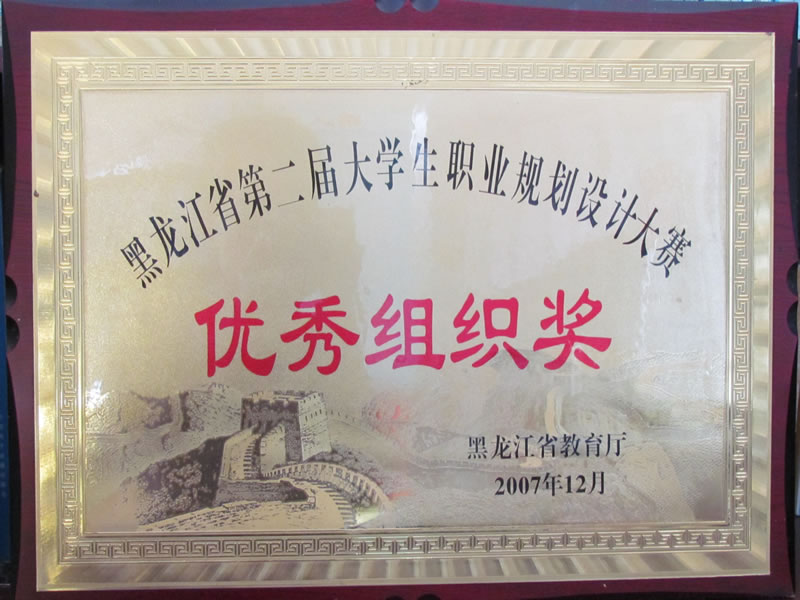 黑龙江省第二届大学生职业规划设计大赛
优秀组织奖
黑龙江省教育厅
2007年12月